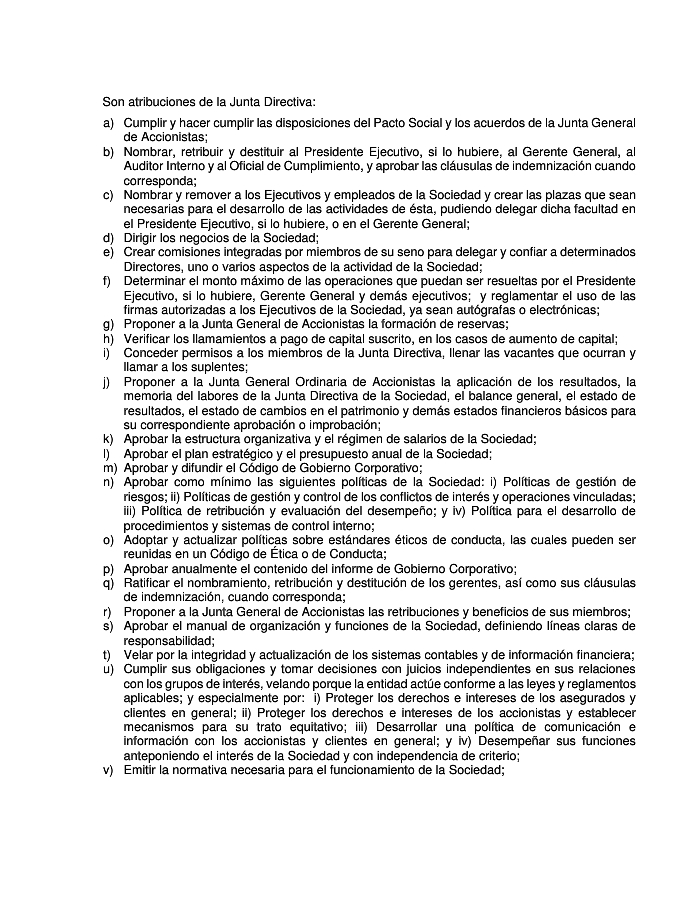 Son atribuciones de la Junta Directiva:
a) Cumplir y hacer cumplir las disposiciones del Pacto Social y los acuerdos de la Junta General
de Accionistas;
b) Nombrar, retribuir y destituir al Presidente Ejecutivo, si lo hubiere, al Gerente General, al
Auditor Interno y al Oficial de Cumplimiento, y aprobar las cláusulas de indemnización cuando
corresponda;
c) Nombrar y remover a los Ejecutivos y empleados de la Sociedad y crear las plazas que sean
necesarias para el desarrollo de las actividades de ésta, pudiendo delegar dicha facultad en
el Presidente Ejecutivo, si lo hubiere, o en el Gerente General;
d) Dirigir los negocios de la Sociedad;
e) Crear comisiones integradas por miembros de su seno para delegar y confiar a determinados
Directores, uno o varios aspectos de la actividad de la Sociedad;
f) Determinar el monto máximo de las operaciones que puedan ser resueltas por el Presidente
Ejecutivo, si lo hubiere, Gerente General y demás ejecutivos; y reglamentar el uso de las
firmas autorizadas a los Ejecutivos de la Sociedad, ya sean autógrafas o electrónicas;
g) Proponer a la Junta General de Accionistas la formación de reservas;
h) Verificar los llamamientos a pago de capital suscrito, en los casos de aumento de capital;
i) Conceder permisos a los miembros de la Junta Directiva, llenar las vacantes que ocurran y
llamar a los suplentes;
j) Proponer a la Junta General Ordinaria de Accionistas la aplicación de los resultados, la
memoria del labores de la Junta Directiva de la Sociedad, el balance general, el estado de
resultados, el estado de cambios en el patrimonio y demás estados financieros básicos para
su correspondiente aprobación o improbación;
k) Aprobar la estructura organizativa y el régimen de salarios de la Sociedad;
l) Aprobar el plan estratégico y el presupuesto anual de la Sociedad;
m) Aprobar y difundir el Código de Gobierno Corporativo;
n) Aprobar como mínimo las siguientes políticas de la Sociedad: i) Políticas de gestión de
riesgos; ii) Políticas de gestión y control de los conflictos de interés y operaciones vinculadas;
iii) Política de retribución y evaluación del desempeño; y iv) Política para el desarrollo de
procedimientos y sistemas de control interno;
o) Adoptar y actualizar políticas sobre estándares éticos de conducta, las cuales pueden ser
reunidas en un Código de Ética o de Conducta;
p) Aprobar anualmente el contenido del informe de Gobierno Corporativo;
q) Ratificar el nombramiento, retribución y destitución de los gerentes, así como sus cláusulas
de indemnización, cuando corresponda;
r) Proponer a la Junta General de Accionistas las retribuciones y beneficios de sus miembros;
s) Aprobar el manual de organización y funciones de la Sociedad, definiendo líneas claras de
responsabilidad;
t) Velar por la integridad y actualización de los sistemas contables y de información financiera;
u) Cumplir sus obligaciones y tomar decisiones con juicios independientes en sus relaciones
con los grupos de interés, velando porque la entidad actúe conforme a las leyes y reglamentos
aplicables; y especialmente por: i) Proteger los derechos e intereses de los asegurados y
clientes en general; ii) Proteger los derechos e intereses de los accionistas y establecer
mecanismos para su trato equitativo; iii) Desarrollar una política de comunicación e
información con los accionistas y clientes en general; y iv) Desempeñar sus funciones
anteponiendo el interés de la Sociedad y con independencia de criterio;
v) Emitir la normativa necesaria para el funcionamiento de la Sociedad;